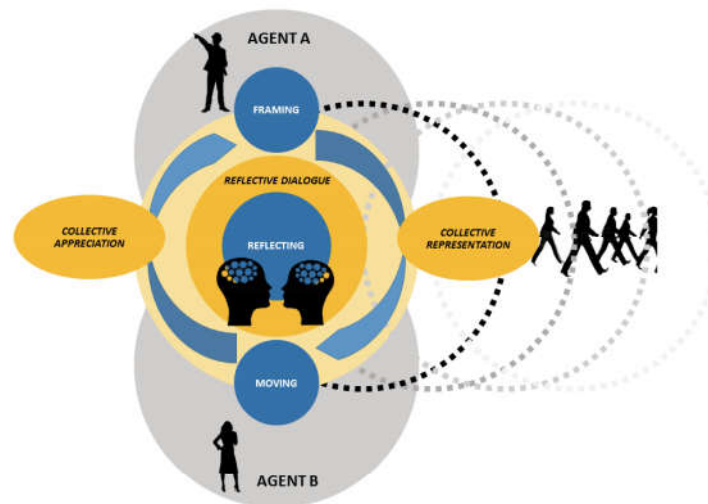 AGENT A
FRAMING
REFLECTIVE DIALOGUE
COLLECTIVE
APPRECIATION
REFLECTING
COLLECTIVE
REPRESENTATION
MOVING
AGENT B